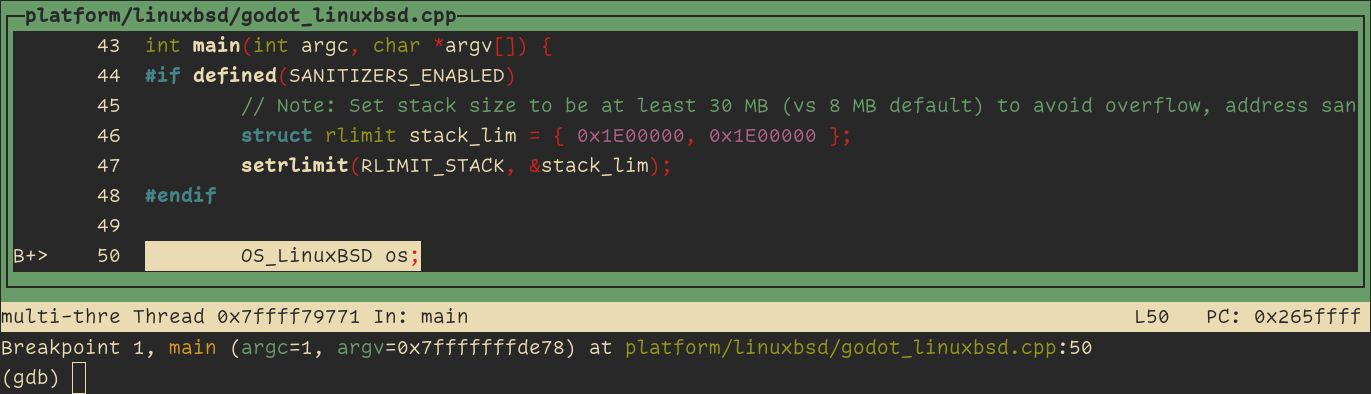 platform/linuxbsd/godot_linuxbsd.cpp
43 int main(int argc, char *argv[]) {
44 #if defined(SANITIZERS_ENABLED)
45 // Note: Set stack size to be at least 30 MB (vs 8 MB default) to avoid overflow, address san
46 struct rlimit stack_lim = { 0x1E00000, 0x1E00000 };
47 setrlimit(RLIMIT_STACK, &stack_lim);
48 #endif
49
B+> 50 OS_LinuxBSD os;
multi-thre Thread 0x7ffff79771 In: main L50 PC: 0x265ffff
Breakpoint 1, main (argc=1, argv=0x7fffffffde78) at platform/linuxbsd/godot_linuxbsd.cpp:50
(gdb)